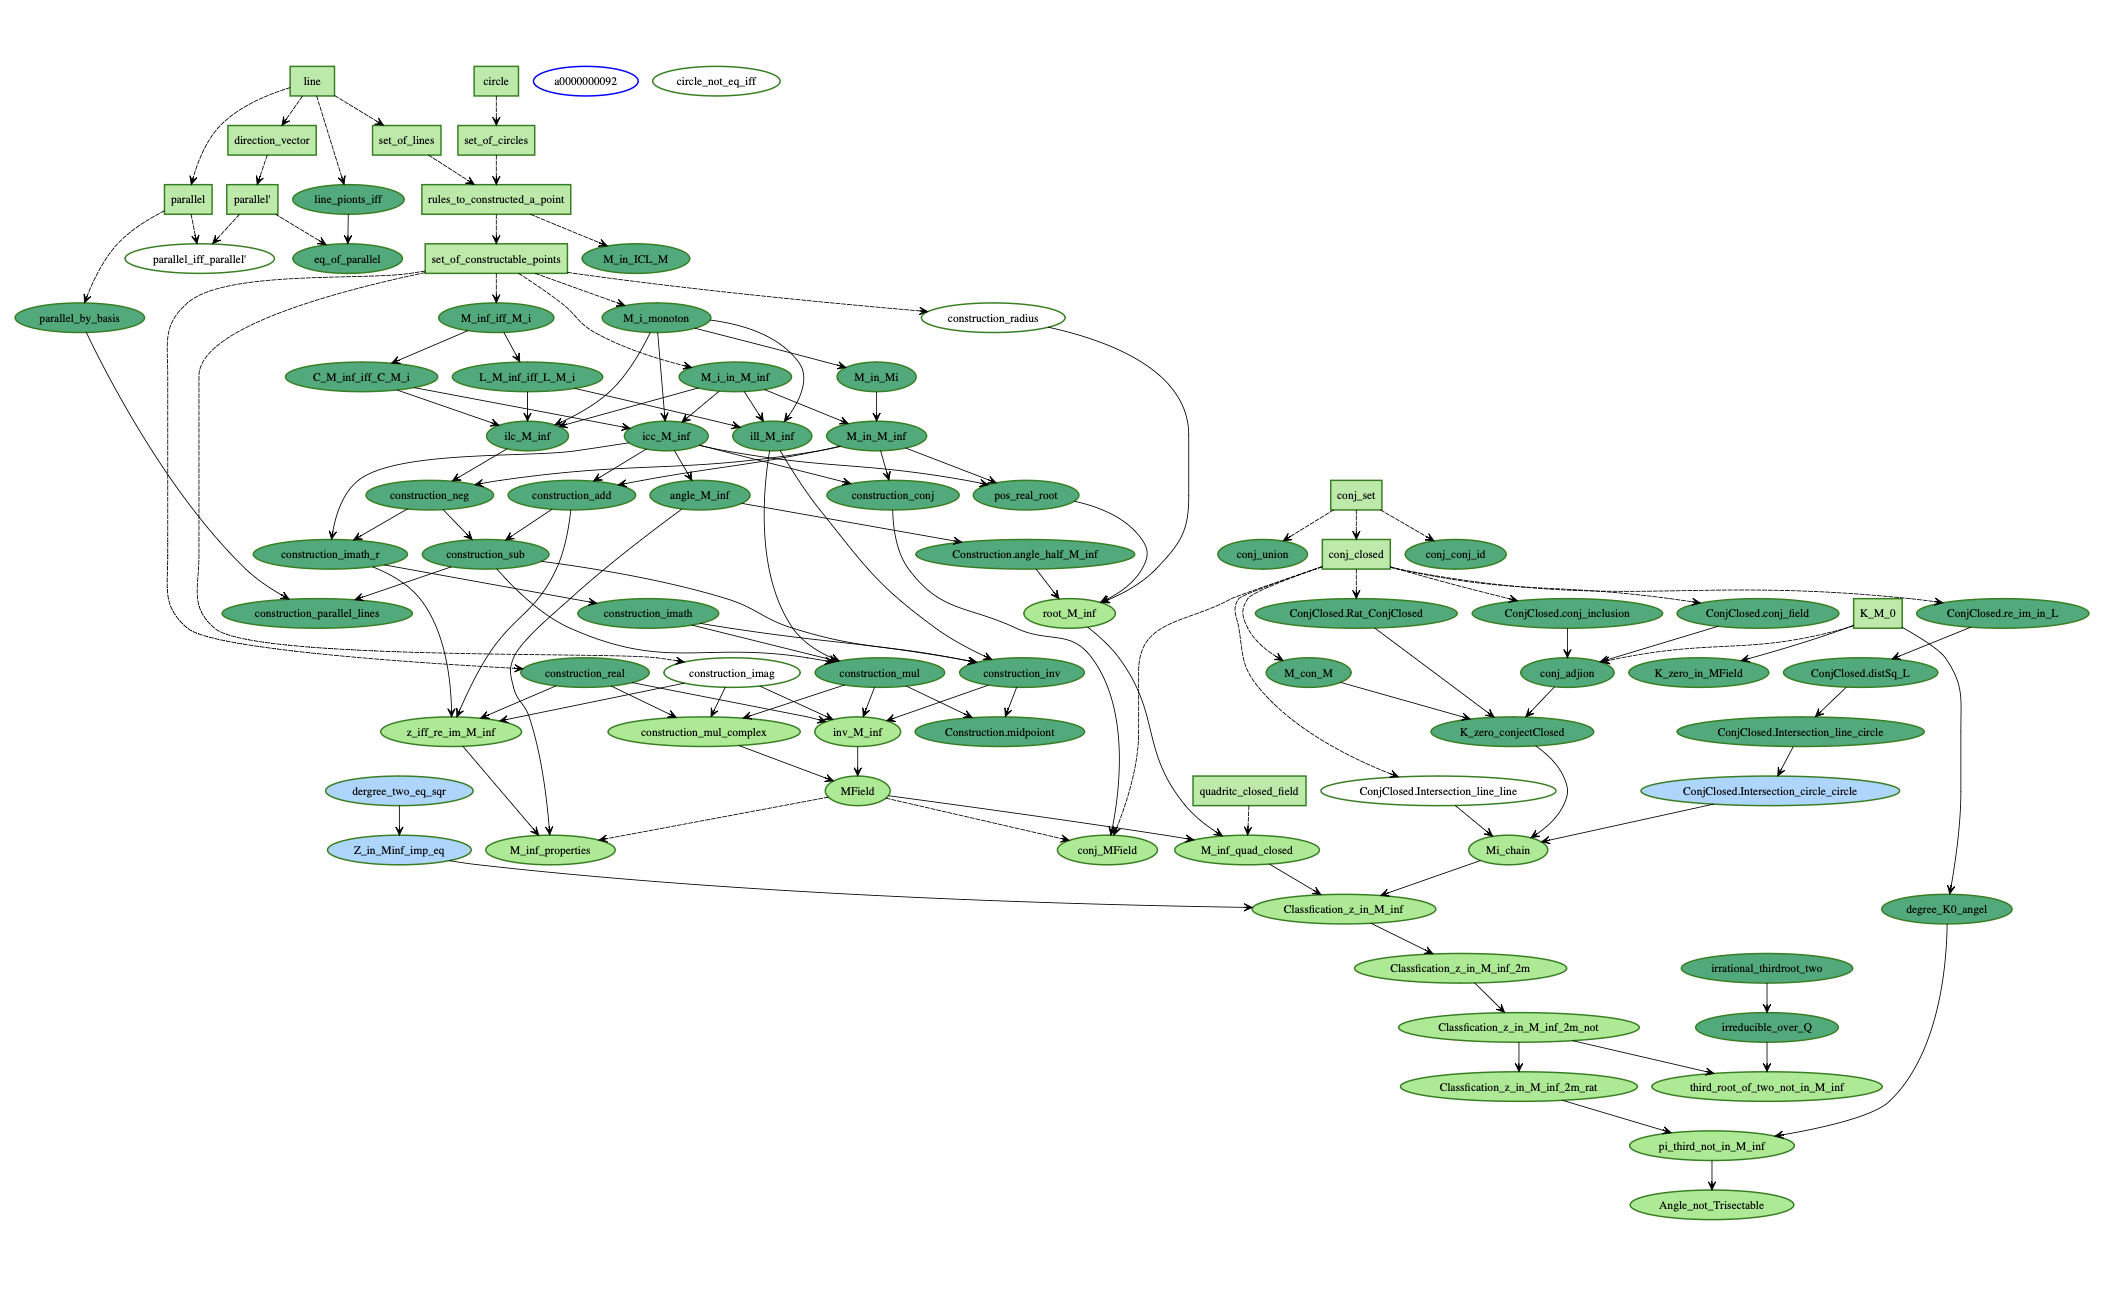 line
circle
a0000000092
circle_not_eq_iff
direction_vector
set_of_lines
set_of_circles
parallel
parallel'
line_pionts_iff
rules_to_constructed_a_point
parallel_iff_parallel'
eq_of_parallel
set_of_constructable_points
M_in_ICL_M
parallel_by_basis
M_inf_iff_M_i
M_i_monoton
construction_radius
C_M_inf_iff_C_M_i
L_M_inf_iff_L_M_i
M_i_in_M_inf
M_in_Mi
ilc_M_inf
icc_M_inf
ill_M_inf
M_in_M_inf
construction_neg
construction_add
angle_M_inf
construction_conj
pos_real_root
conj_set
construction_imath_r
construction_sub
Construction.angle_half_M_inf
conj_union
conj_closed
conj_conj_id
construction_parallel_lines
construction_imath
root_M_inf
ConjClosed.Rat_ConjClosed
ConjClosed.conj_inclusion
ConjClosed.conj_field
K_M_0
ConjClosed.re_im_in_L
construction_real
construction_imag
construction_mul
construction_inv
M_con_M
conj_adjion
K_zero_in_MField
ConjClosed.distSq_L
z_iff_re_im_M_inf
construction_mul_complex
inv_M_inf
Construction.midpoiont
K_zero_conjectClosed
ConjClosed.Intersection_line_circle
dergree_two_eq_sqr
MField
quadritc_closed_field
ConjClosed.Intersection_line_line
ConjClosed.Intersection_circle_circle
Z_in_Minf_imp_eq
M_inf_properties
conj_MField
M_inf_quad_closed
Mi_chain
Classfication_z_in_M_inf
degree_K0_angel
Classfication_z_in_M_inf_2m
irrational_thirdroot_two
Classfication_z_in_M_inf_2m_not
irreducible_over_Q
Classfication_z_in_M_inf_2m_rat
third_root_of_two_not_in_M_inf
pi_third_not_in_M_inf
Angle_not_Trisectable